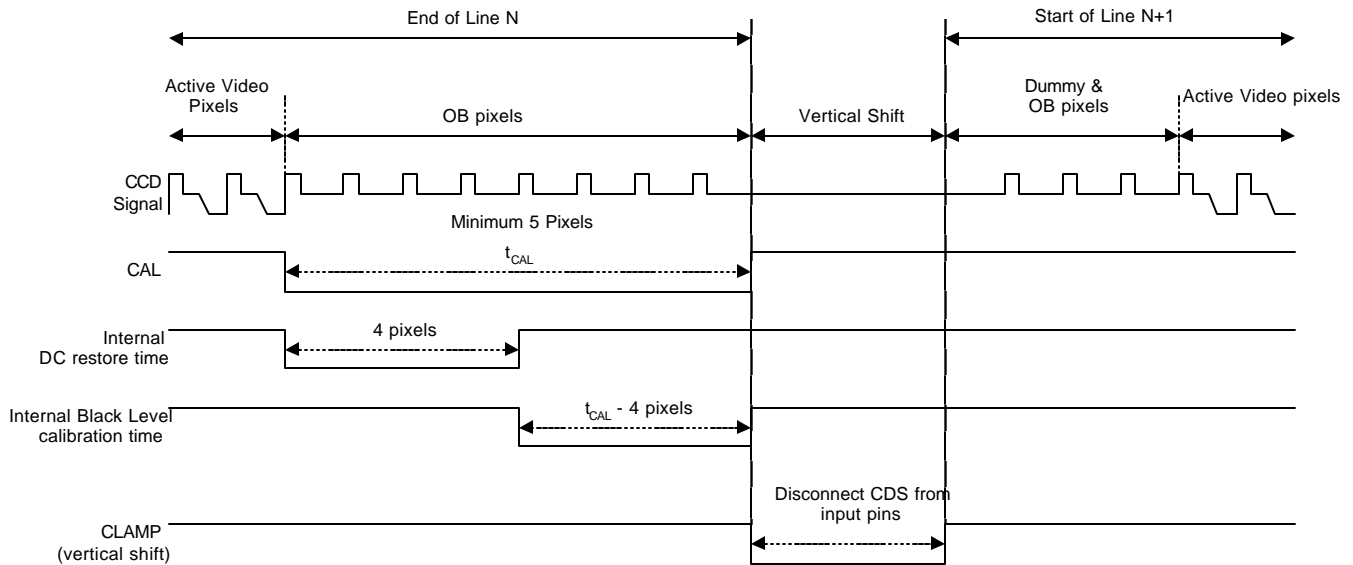 End of Line N
Start of Line N+1
Active Video
Pixels
OB pixels
Vertical Shift
Dummy &
OB pixels
Active Video pixels
CCD
Signal
Minimum 5 Pixels
CAL
tCAL
Internal
DC restore time
4 pixels
Internal Black Level
calibration time
tCAL - 4 pixels
Disconnect CDS from
input pins
CLAMP
(vertical shift)